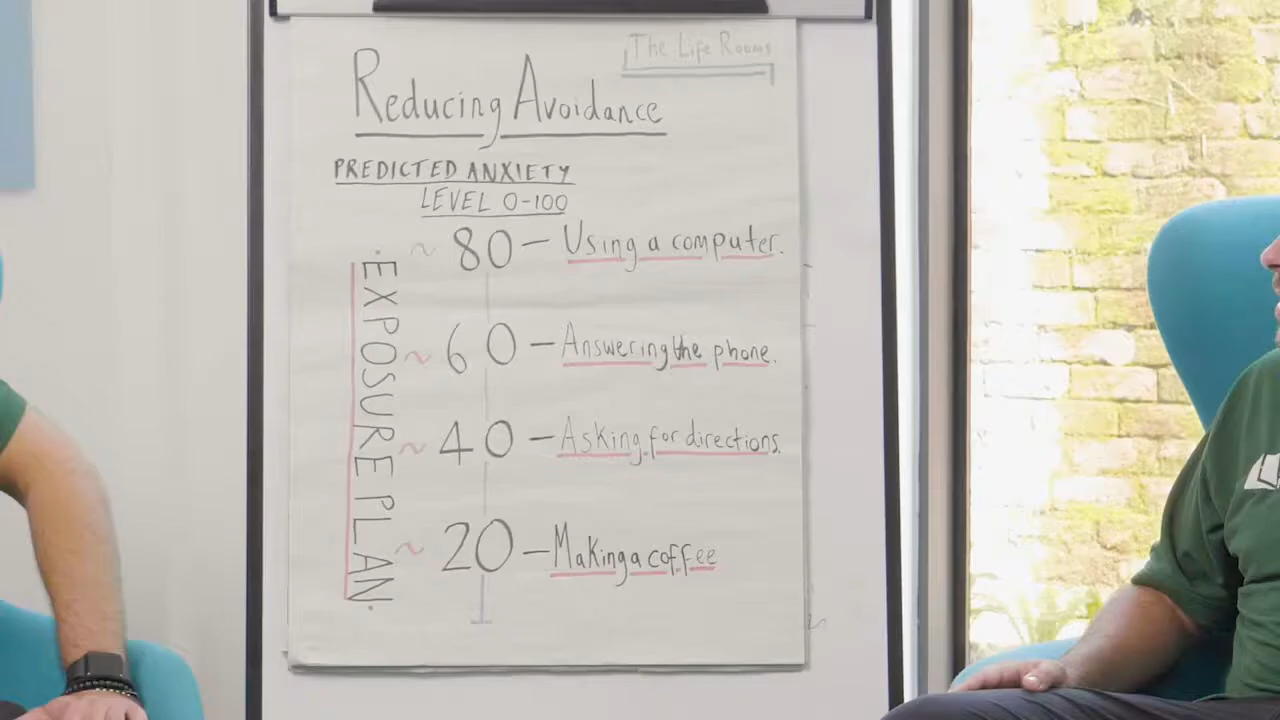 The Life Rooms
Reducing Avoidance
PREDICTED ANXIETY
LEVEL 0-100
EXPOSURE PLAN.
~ 80 – Using a computer.
~ 60 – Answering the phone.
~ 40 – Asking for directions.
~ 20 – Making a coffee